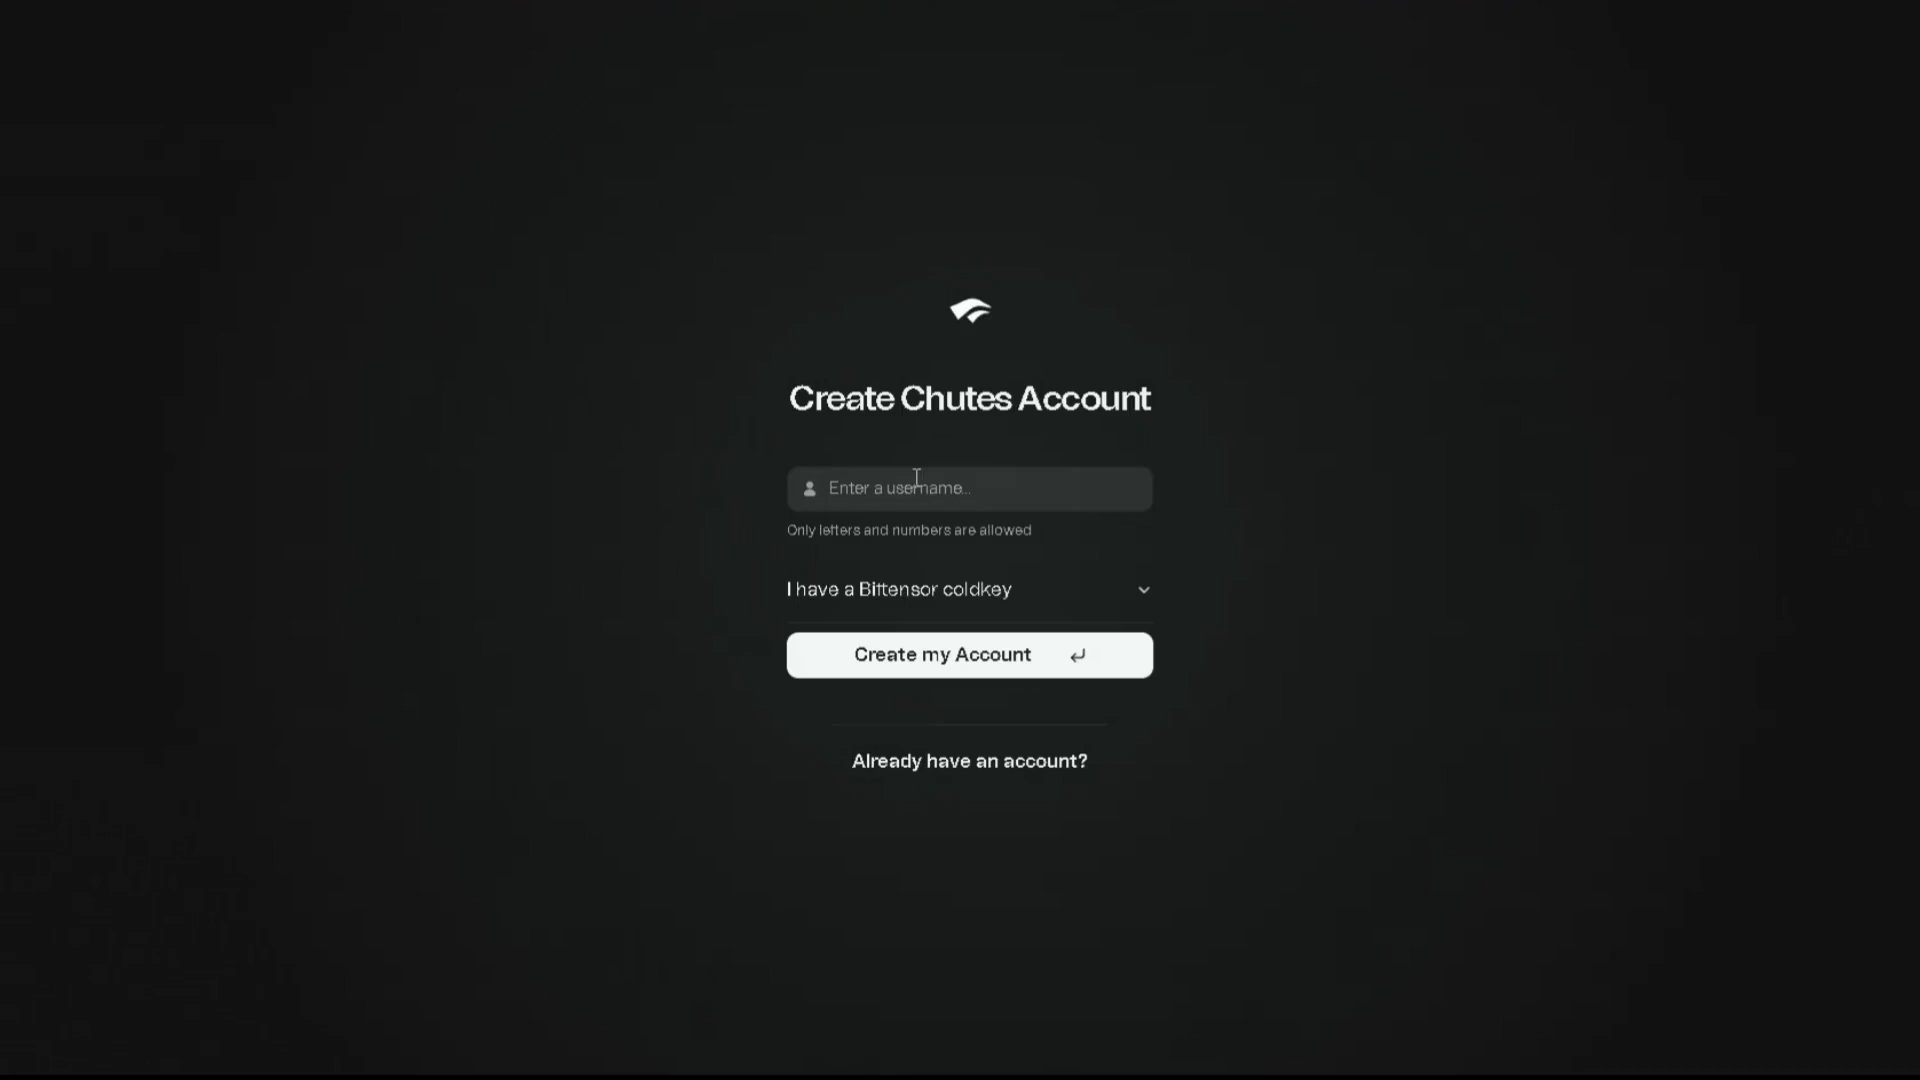 Create Chutes Account
Enter a username...
Only letters and numbers are allowed
I have a Bittensor coldkey
Create my Account
Already have an account?